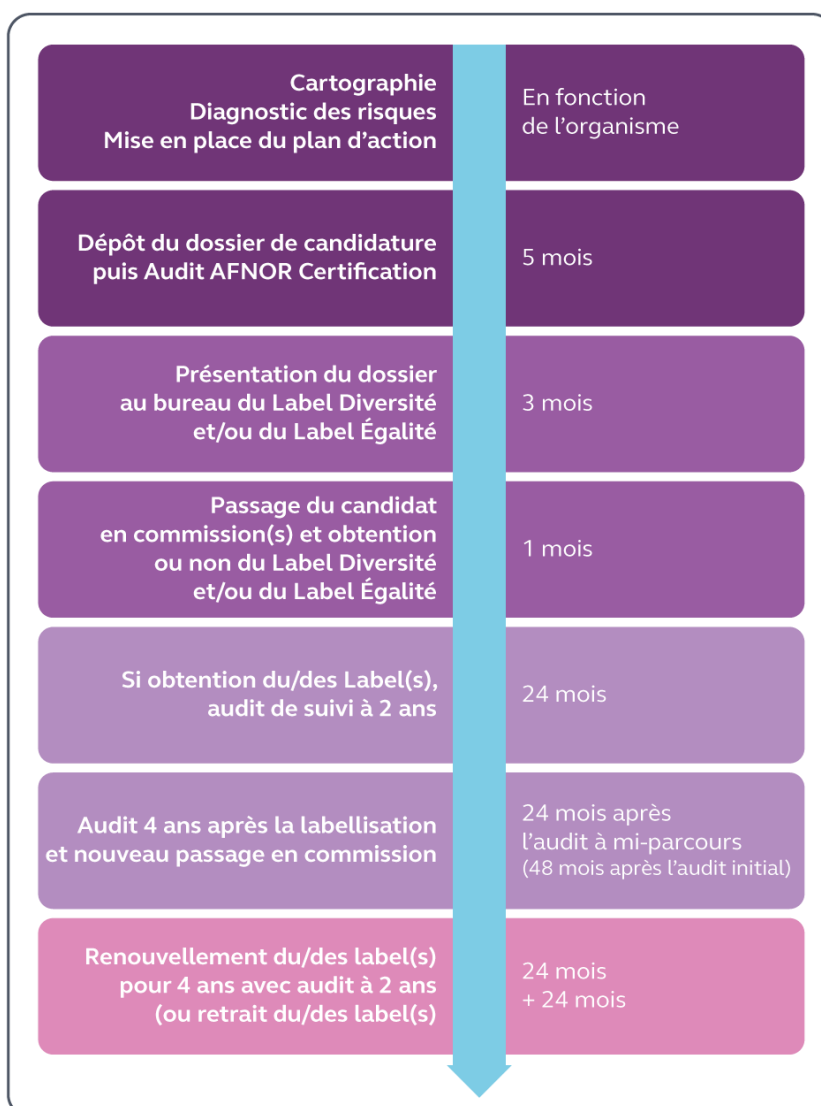 Cartographie
Diagnostic des risques
Mise en place du plan d’action
En fonction
de l’organisme
Dépôt du dossier de candidature
puis Audit AFNOR Certification
5 mois
Présentation du dossier
au bureau du Label Diversité
et/ou du Label Égalité
3 mois
Passage du candidat
en commission(s) et obtention
ou non du Label Diversité
et/ou du Label Égalité
1 mois
Si obtention du/des Label(s),
audit de suivi à 2 ans
24 mois
Audit 4 ans après la labellisation
et nouveau passage en commission
24 mois après
l’audit à mi-parcours
(48 mois après l’audit initial)
Renouvellement du/des label(s)
pour 4 ans avec audit à 2 ans
(ou retrait du/des label(s)
24 mois
+ 24 mois